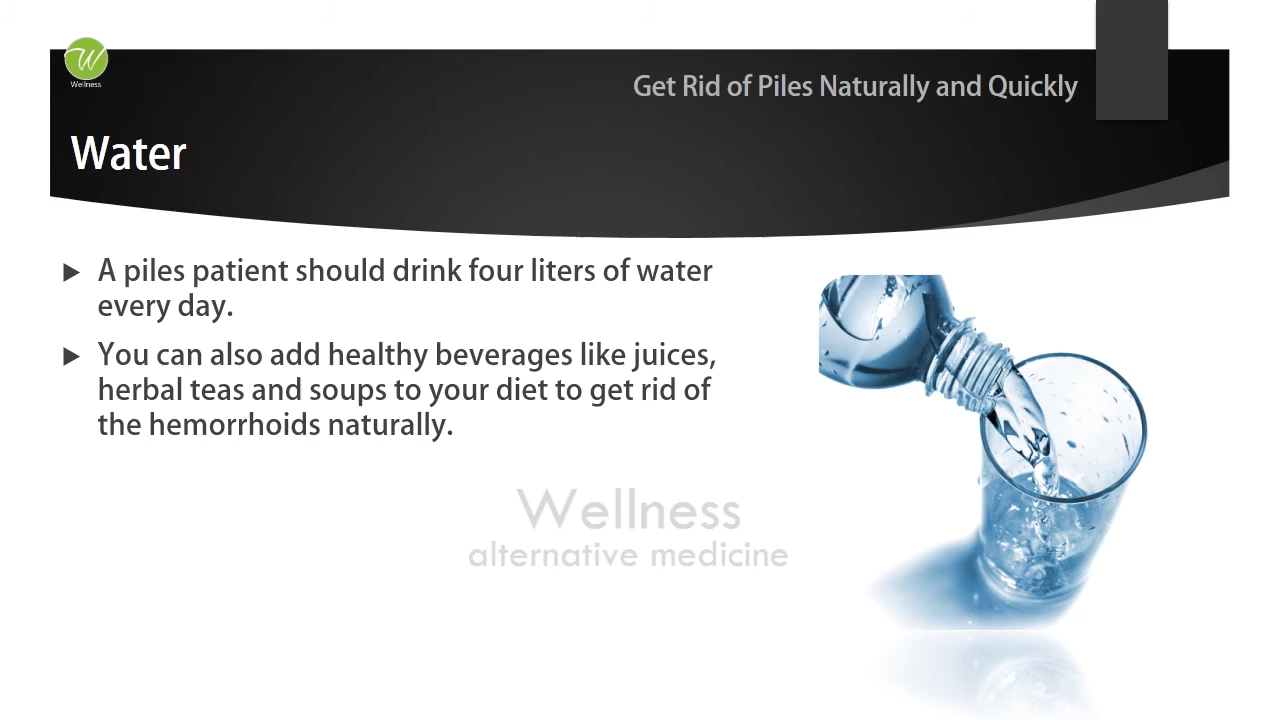 W
Wellness
Get Rid of Piles Naturally and Quickly
Water
A piles patient should drink four liters of water
every day.
You can also add healthy beverages like juices,
herbal teas and soups to your diet to get rid of
the hemorrhoids naturally.
Wellness
alternative medicine